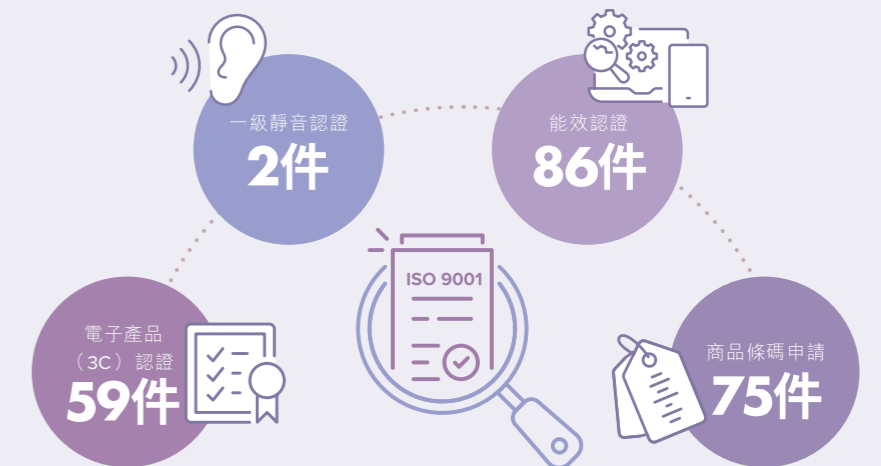 一級靜音認證
2件
能效認證
86件
ISO 9001
電子產品
（3C）認證
59件
商品條碼申請
75件